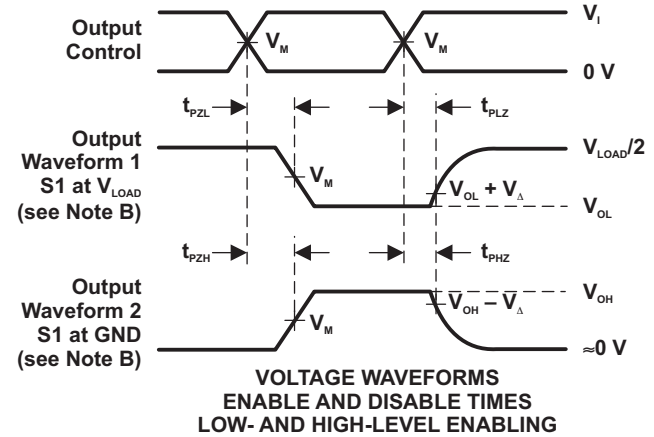 Output
Control
V_I
V_M
V_M
0 V
t_PZL
t_PLZ
Output
Waveform 1
S1 at V_LOAD
(see Note B)
V_LOAD/2
V_M
V_OL + V_Δ
V_OL
t_PZH
t_PHZ
Output
Waveform 2
S1 at GND
(see Note B)
V_OH
V_OH – V_Δ
V_M
≈0 V
VOLTAGE WAVEFORMS
ENABLE AND DISABLE TIMES
LOW- AND HIGH-LEVEL ENABLING